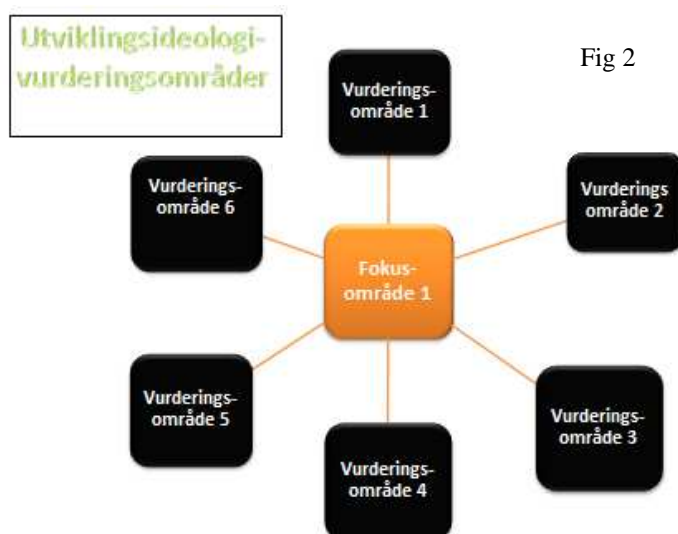 Utviklingsideologi-
vurderingsområder
Fig 2
Vurderings-
område 1
Vurderings
område 2
Vurderings-
område 3
Vurderings-
område 4
Vurderings-
område 5
Vurderings-
område 6
Fokus-
område 1